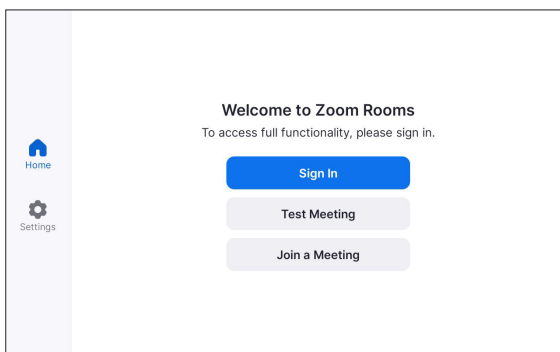 Home
Settings
Welcome to Zoom Rooms
To access full functionality, please sign in.
Sign In
Test Meeting
Join a Meeting